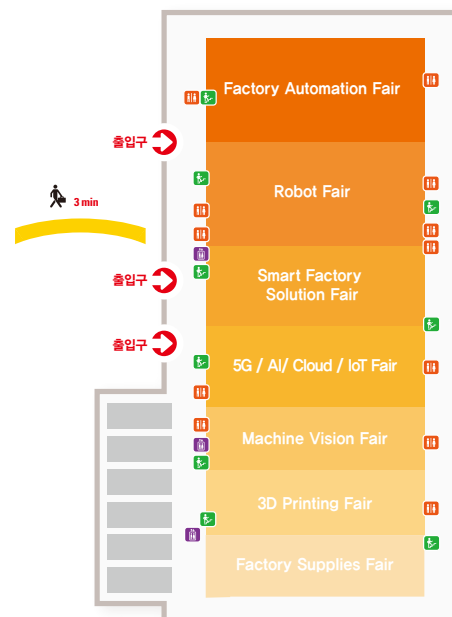 Factory Automation Fair
출입구
Robot Fair
3 min
출입구
Smart Factory
Solution Fair
출입구
5G / AI/ Cloud / IoT Fair
Machine Vision Fair
3D Printing Fair
Factory Supplies Fair